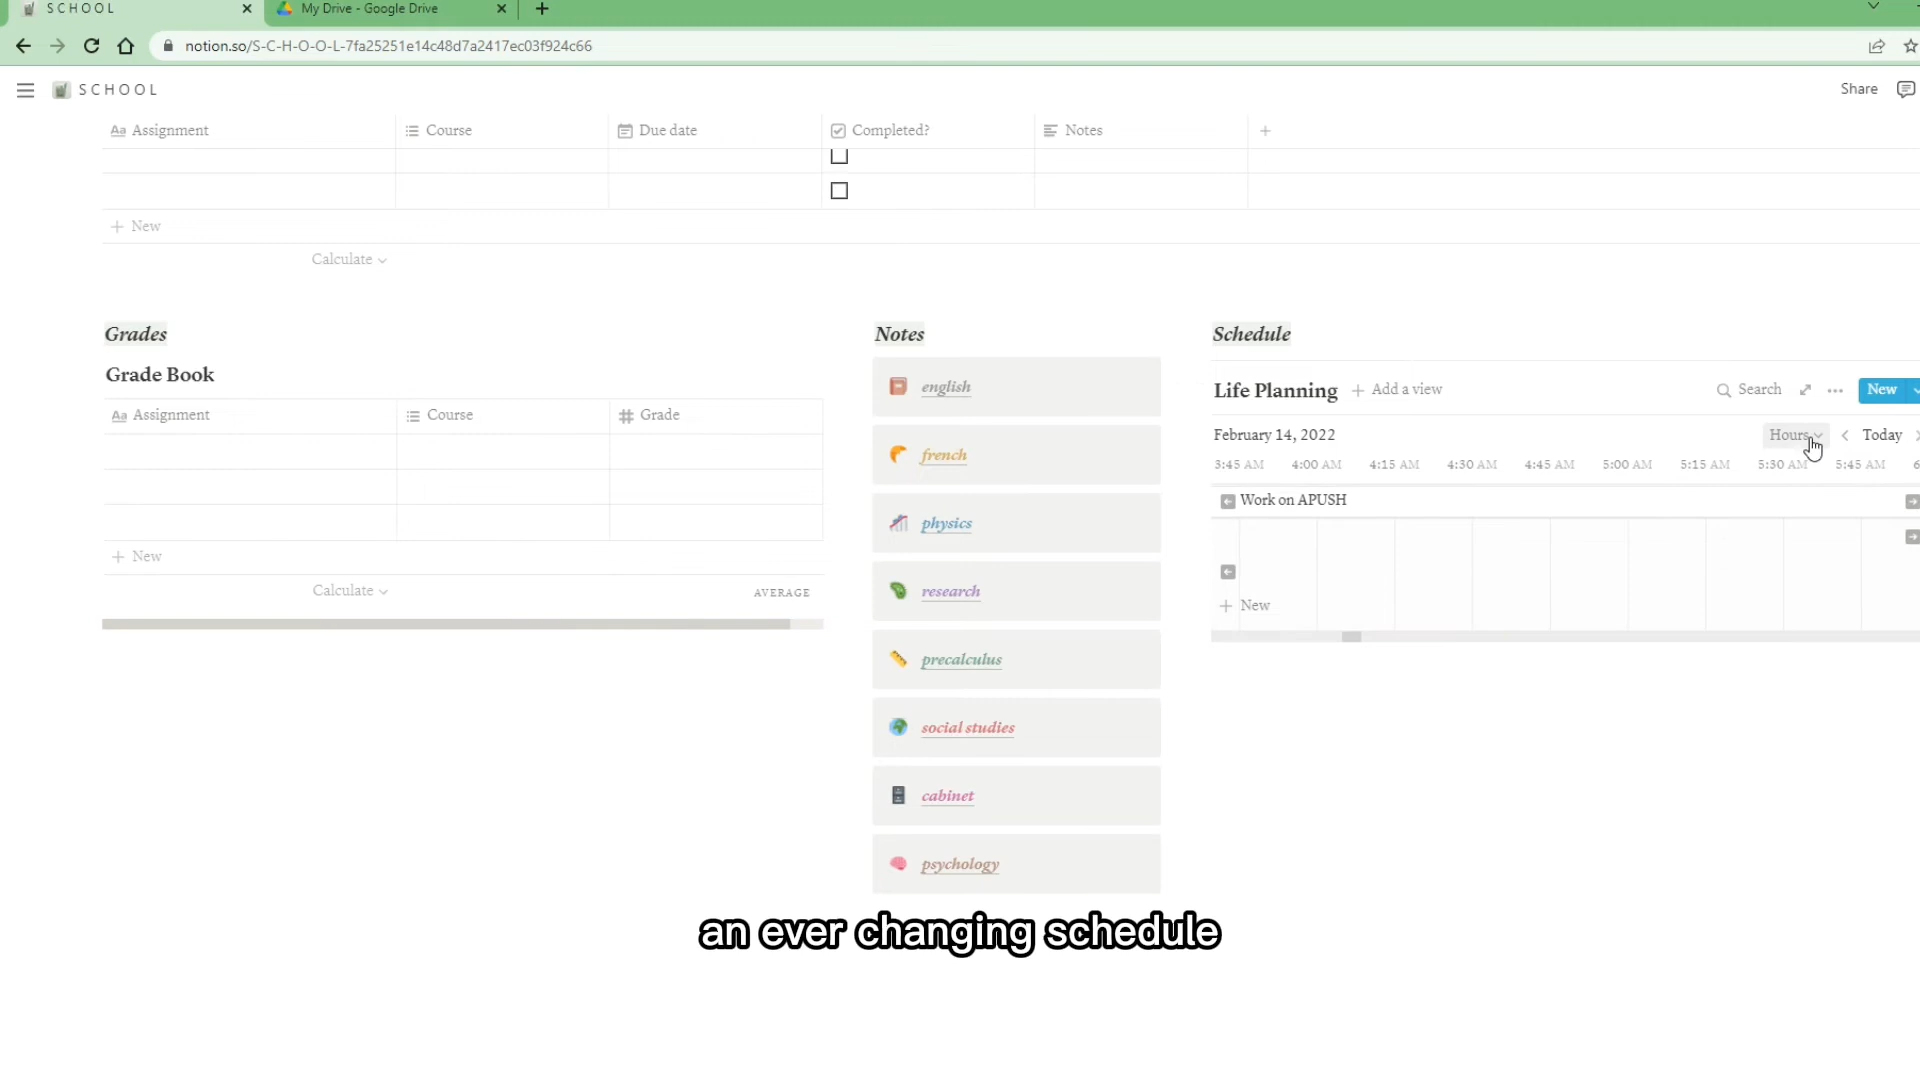 S C H O O L
My Drive - Google Drive
notion.so/S-C-H-O-O-L-7fa25251e14c48d7a2417ec03f924c66
S C H O O L
Share
Aa Assignment
Course
Due date
Completed?
Notes
New
Calculate
Grades
Grade Book
Aa Assignment
Course
Grade
New
Calculate
AVERAGE
Notes
english
french
physics
research
precalculus
social studies
cabinet
psychology
Schedule
Life Planning
Add a view
Search
New
February 14, 2022
Hours
Today
3:45 AM 4:00 AM 4:15 AM 4:30 AM 4:45 AM 5:00 AM 5:15 AM 5:30 AM 5:45 AM 6
Work on APUSH
New
an ever changing schedule